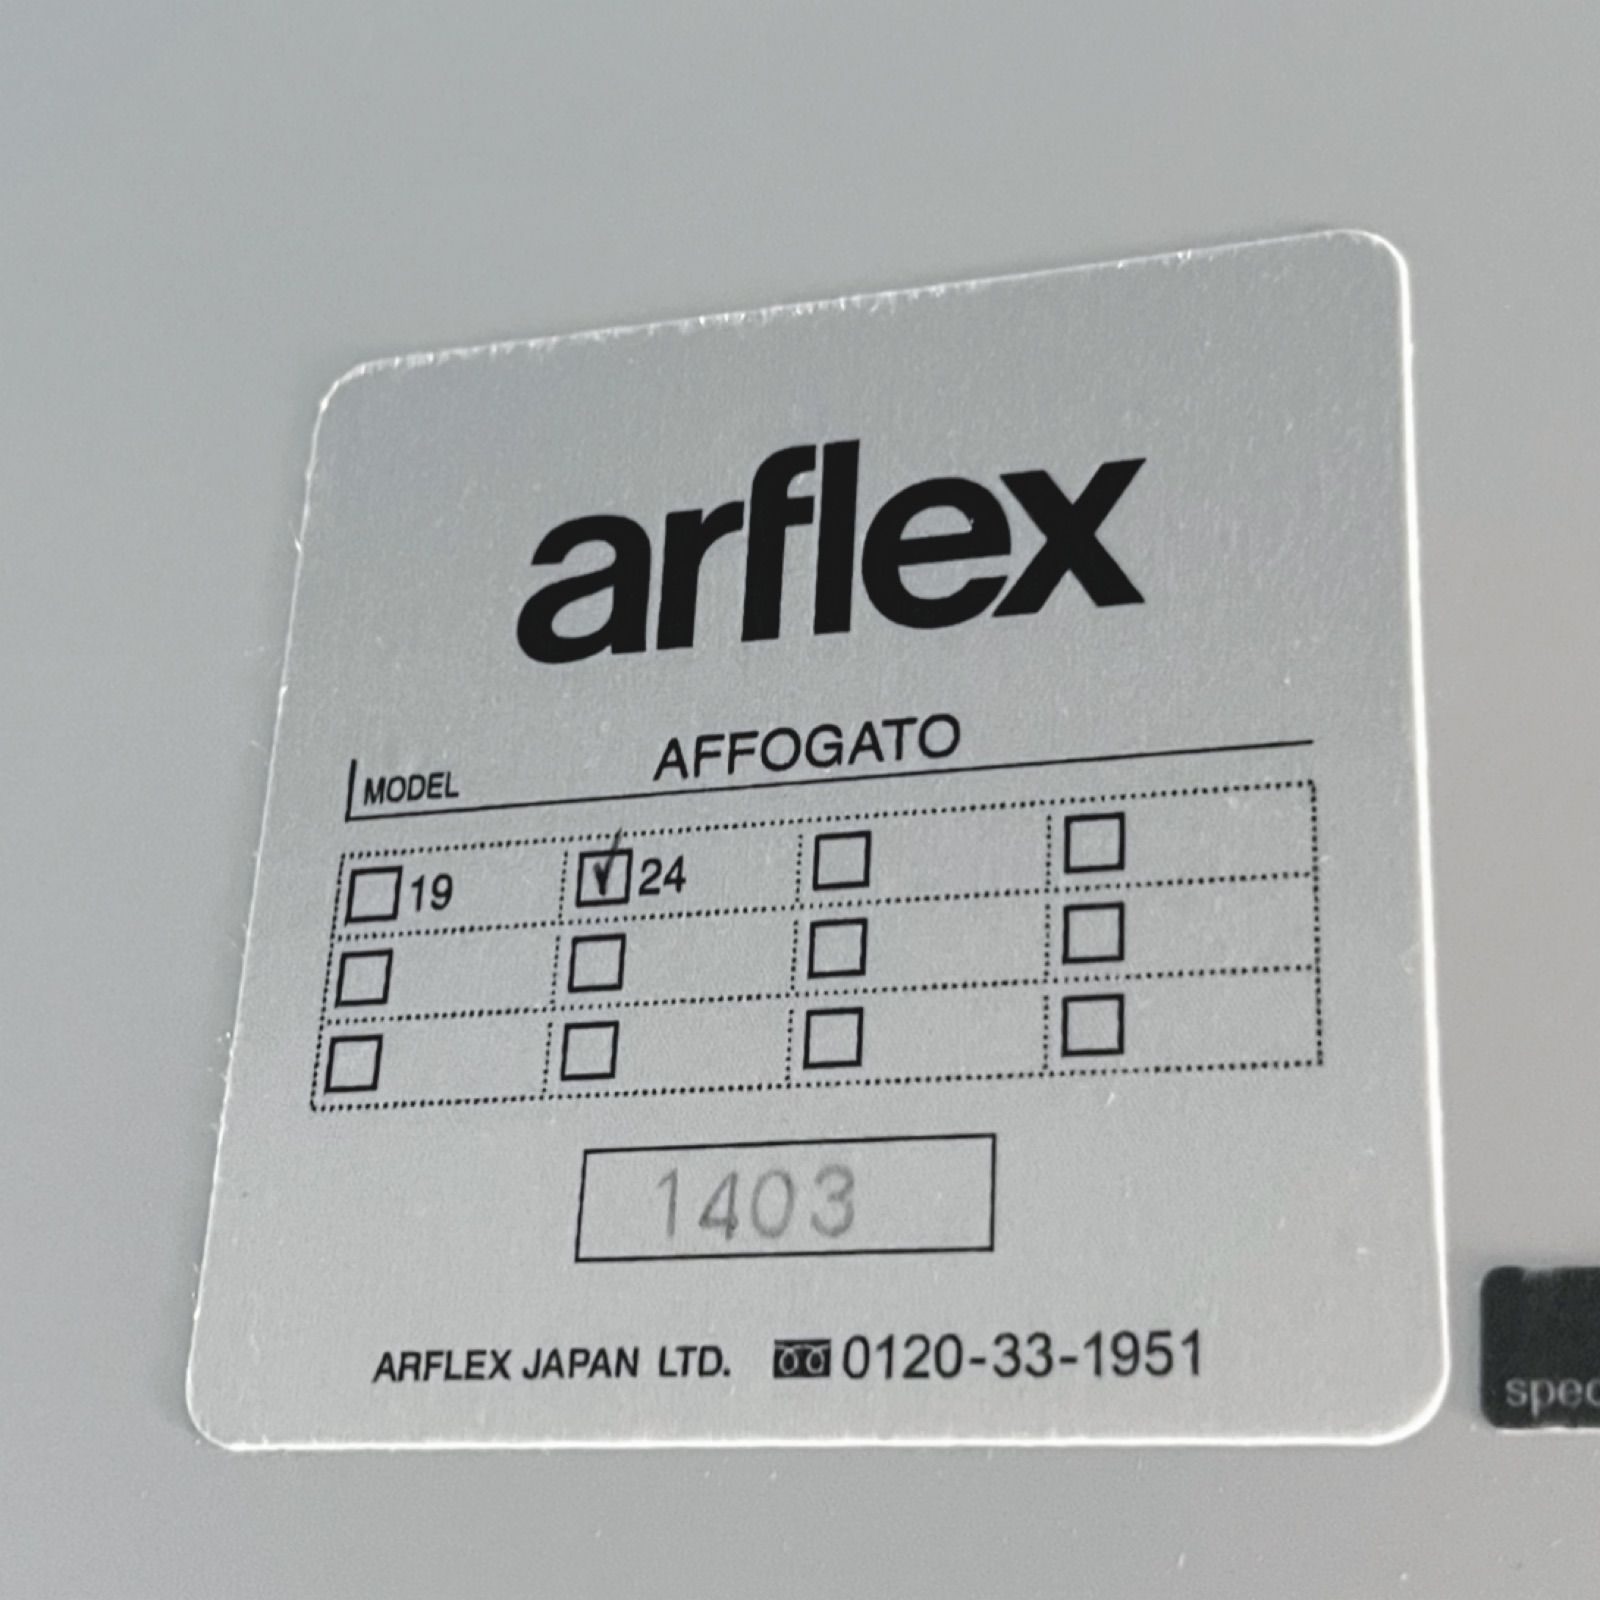 arflex
MODEL AFFOGATO
19 24
1403
ARFLEX JAPAN LTD. 0120-33-1951
spec